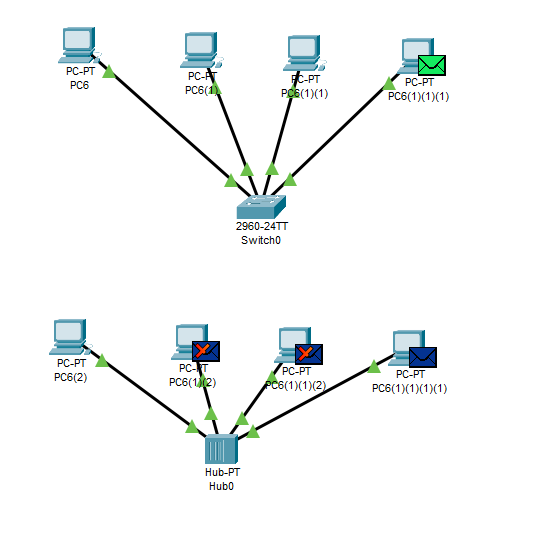 PC-PT
PC6
PC-PT
PC6(1)
PC-PT
PC6(1)(1)
PC-PT
PC6(1)(1)(1)
2960-24TT
Switch0
PC-PT
PC6(2)
PC-PT
PC6(1)(2)
PC-PT
PC6(1)(1)(2)
PC-PT
PC6(1)(1)(1)(1)
Hub-PT
Hub0